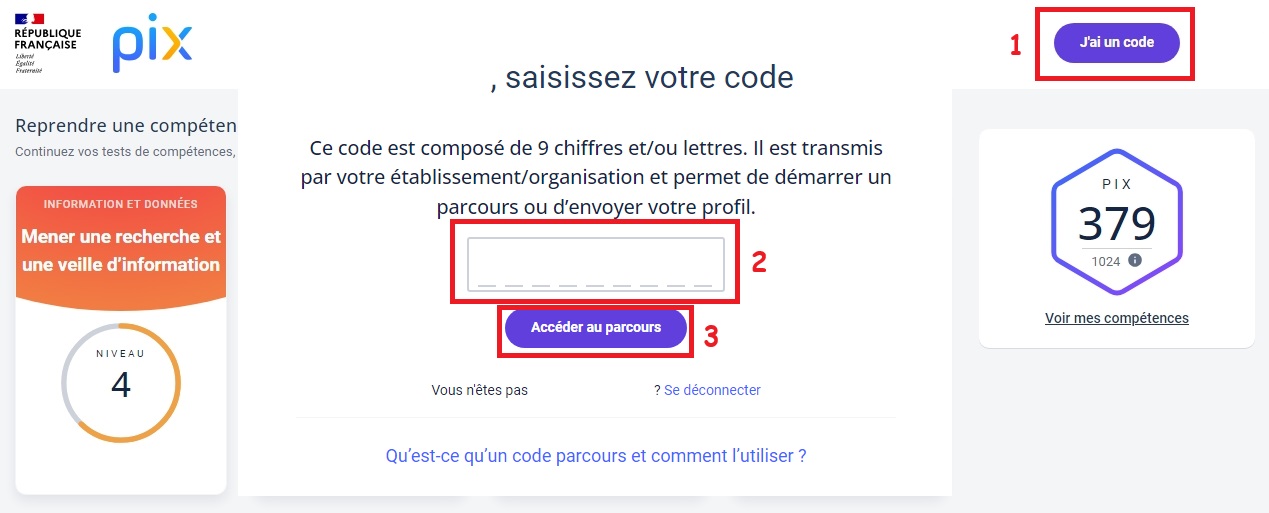 RÉPUBLIQUE
FRANÇAISE
Liberté
Égalité
Fraternité
pix
1
J'ai un code
, saisissez votre code
Reprendre une compéten
Continuez vos tests de compétences,
INFORMATION ET DONNÉES
Mener une recherche et
une veille d'information
NIVEAU
4
Ce code est composé de 9 chiffres et/ou lettres. Il est transmis
par votre établissement/organisation et permet de démarrer un
parcours ou d’envoyer votre profil.
2
Accéder au parcours
3
Vous n'êtes pas ? Se déconnecter
Qu’est-ce qu’un code parcours et comment l’utiliser ?
PIX
379
1024 i
Voir mes compétences